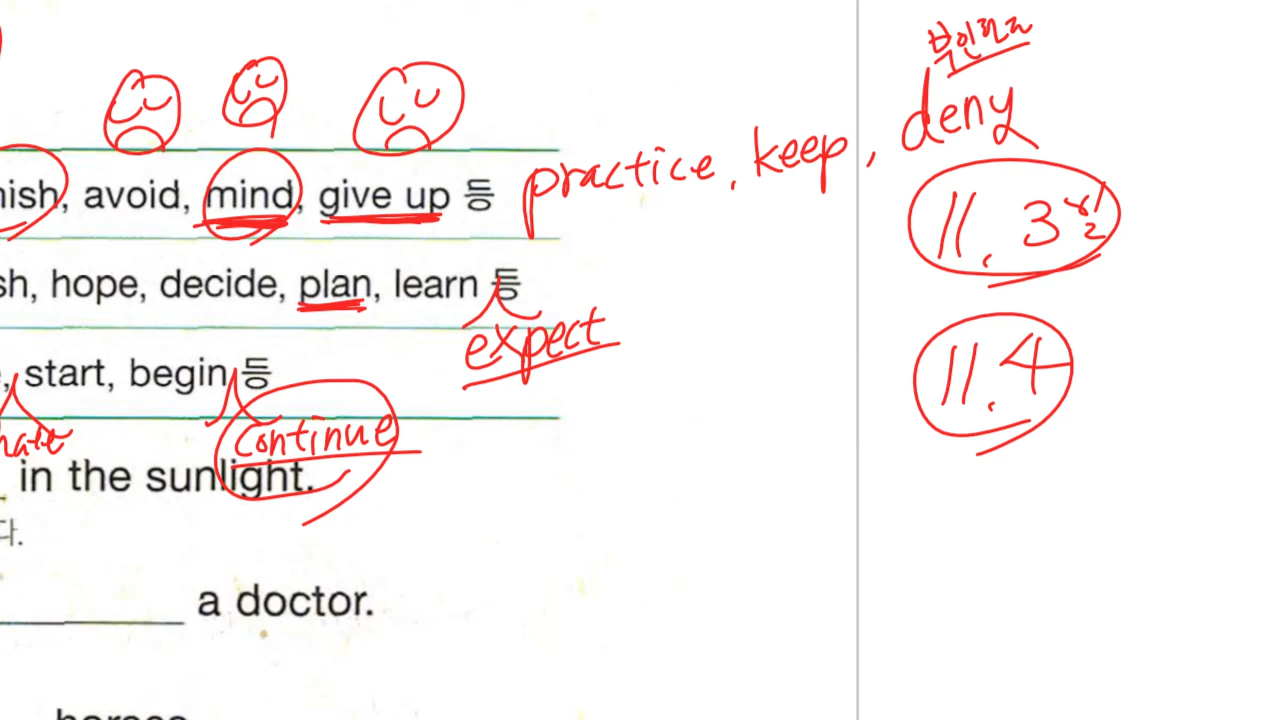 부인하다
practice, keep, deny
nish, avoid, mind, give up 등
11. 3
sh, hope, decide, plan, learn 등
expect
11. 4
, start, begin 등
hate
continue
in the sunlight.
다.
a doctor.
horses